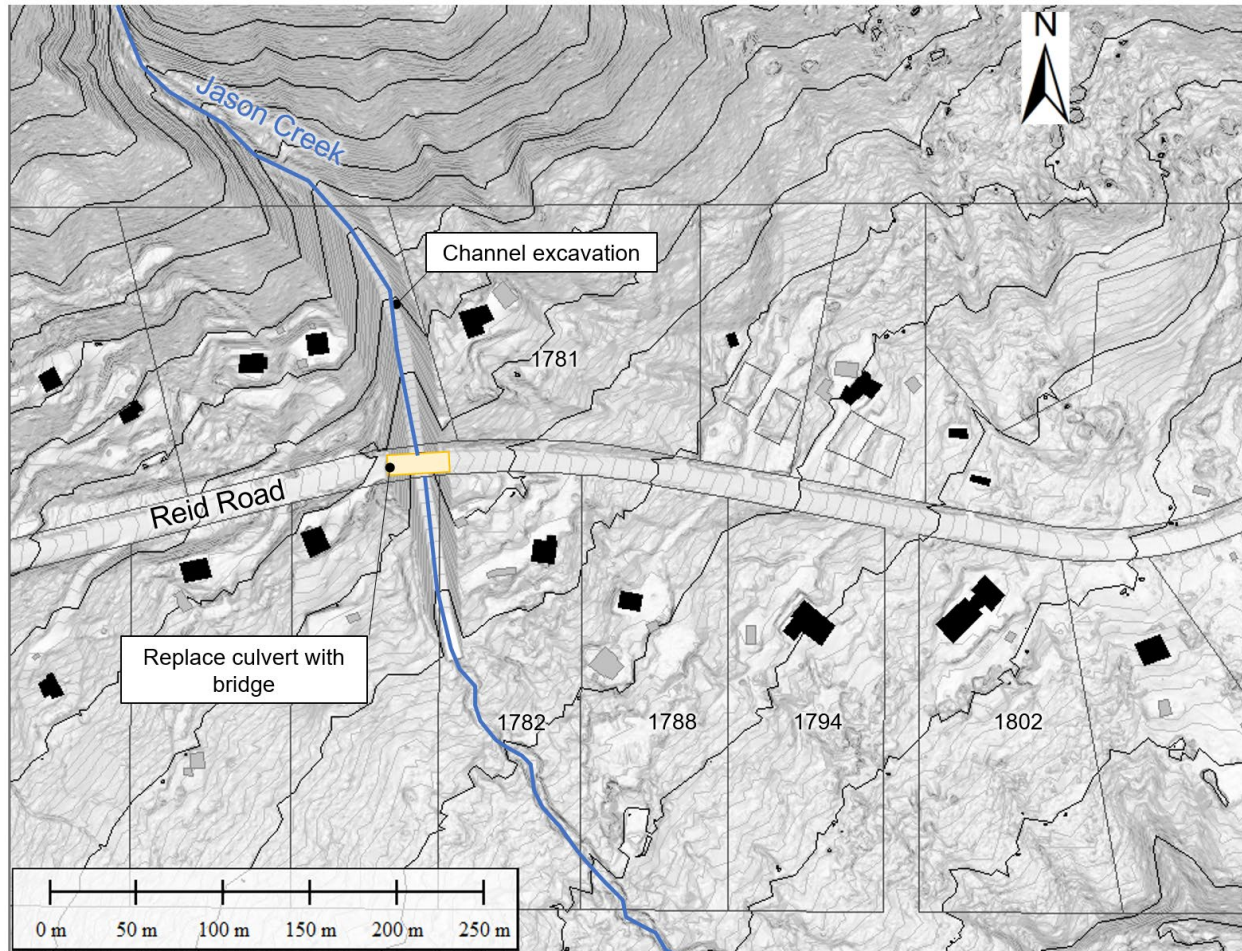 N
Jason Creek
Channel excavation
1781
Reid Road
Replace culvert with
bridge
1782
1788
1794
1802
0 m 50 m 100 m 150 m 200 m 250 m